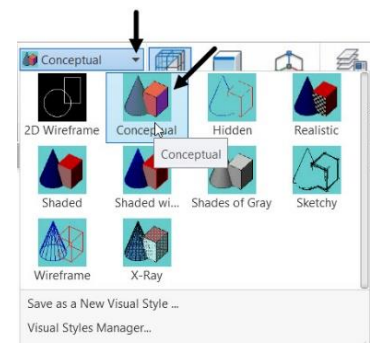 Conceptual
2D Wireframe Conceptual Hidden Realistic
Conceptual
Shaded Shaded wi... Shades of Gray Sketchy
Wireframe X-Ray
Save as a New Visual Style ...
Visual Styles Manager...